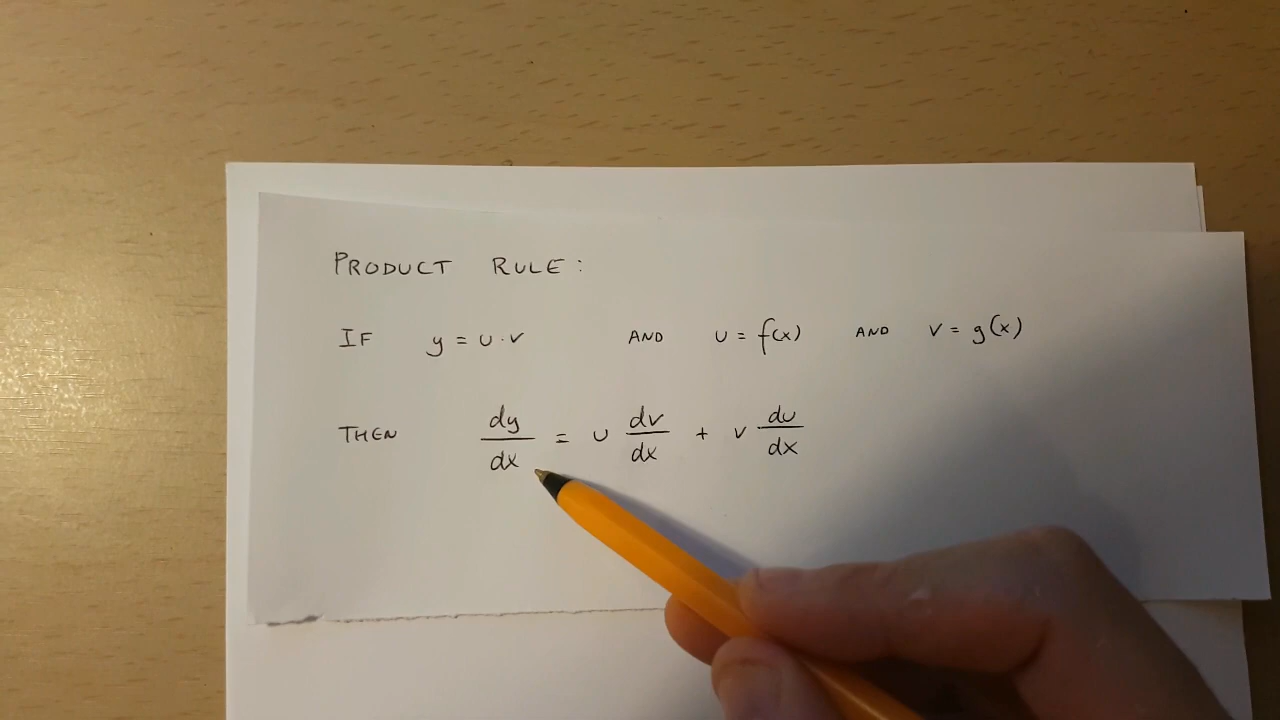 PRODUCT RULE:
IF y = u·v AND u = f(x) AND v = g(x)
THEN dy/dx = u dv/dx + v du/dx